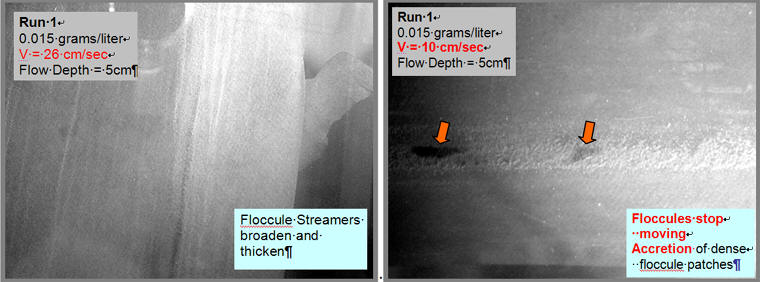 Run·1
0.015 grams/liter
V·=·26·cm/sec
Flow·Depth·=·5cm¶
Floccule·Streamers·
broaden·and·
thicken¶
Run·1
0.015 grams/liter
V·=·10·cm/sec
Flow·Depth·=·5cm¶
Floccules·stop
··moving
Accretion·of·dense
··floccule·patches¶